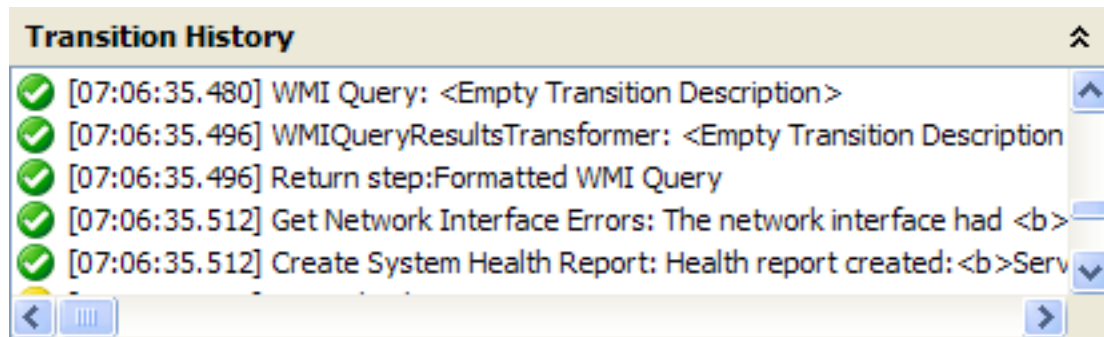 Transition History
[07:06:35.480] WMI Query: <Empty Transition Description>
[07:06:35.496] WMIQueryResultsTransformer: <Empty Transition Description
[07:06:35.496] Return step:Formatted WMI Query
[07:06:35.512] Get Network Interface Errors: The network interface had <b>
[07:06:35.512] Create System Health Report: Health report created:<b>Serv